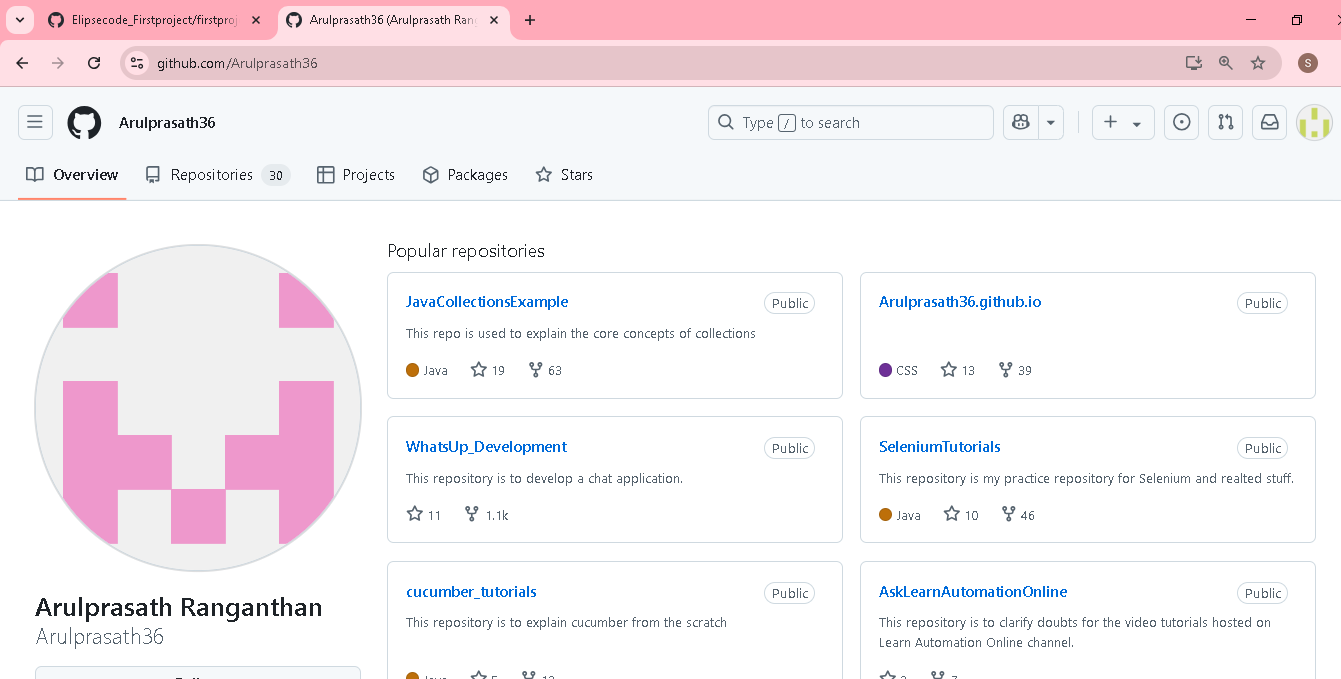 Elipsecode_Firstproject/firstproj
Arulprasath36 (Arulprasath Ran
github.com/Arulprasath36
S
Arulprasath36
Type / to search
Overview
Repositories 30
Projects
Packages
Stars
Popular repositories
JavaCollectionsExample
Public
This repo is used to explain the core concepts of collections
Java 19 63
Arulprasath36.github.io
Public
CSS 13 39
WhatsUp_Development
Public
This repository is to develop a chat application.
11 1.1k
SeleniumTutorials
Public
This repository is my practice repository for Selenium and realted stuff.
Java 10 46
cucumber_tutorials
Public
This repository is to explain cucumber from the scratch
AskLearnAutomationOnline
Public
This repository is to clarify doubts for the video tutorials hosted on
Learn Automation Online channel.
Arulprasath Ranganthan
Arulprasath36